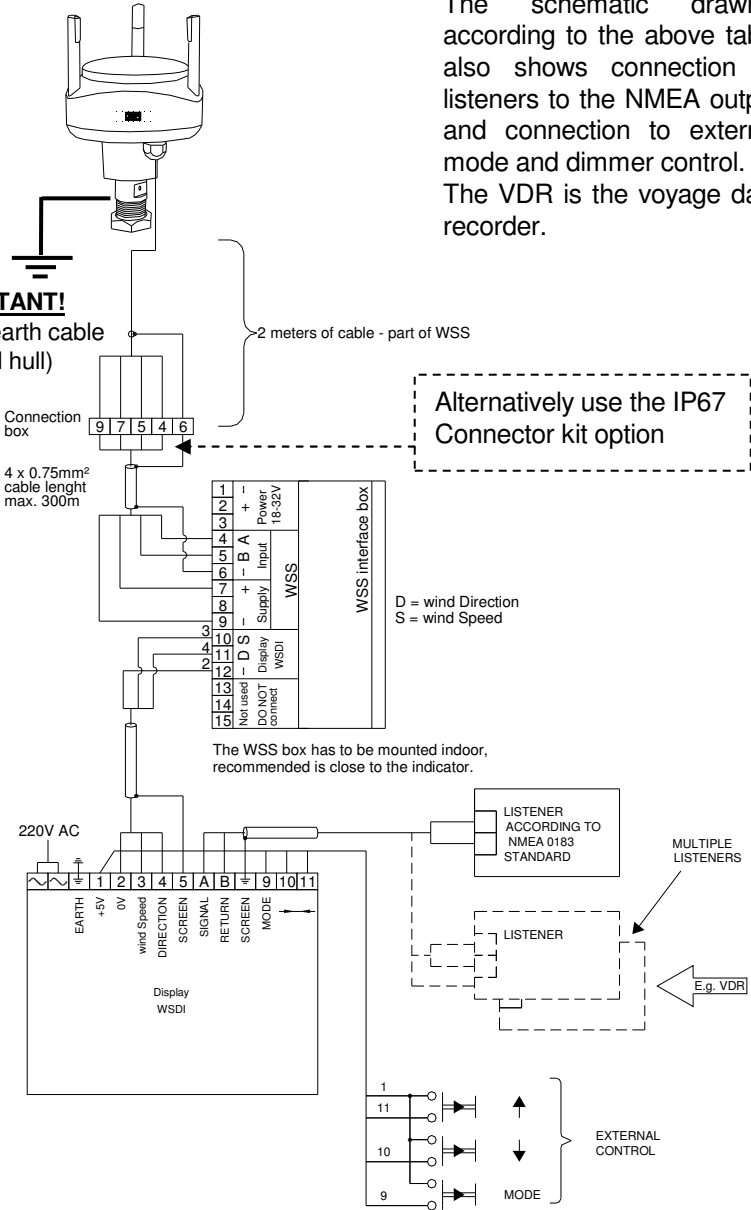 The schematic
according to the above
also shows connection
listeners to the NMEA
and connection to
mode and dimmer control.
The VDR is the voyage
recorder.
earth cable
hull)
2 meters of cable - part of WSS
Alternatively use the IP67
Connector kit option
Connection
box
9 7 5 4 6
4 x 0.75mm²
cable lenght
max. 300m
1
2
3
4
5
6
7
8
9
10
11
12
13
14
15
– +
Power
18-32V
A B –
Input
+ –
Supply
WSS
S D –
Display
WSDI
Not used
DO NOT
connect
WSS interface box
3
4
2
D = wind Direction
S = wind Speed
The WSS box has to be mounted indoor,
recommended is close to the indicator.
220V AC
1 2 3 4 5 A B 9 10 11
EARTH
+5V
0V
wind Speed
DIRECTION
SCREEN
SIGNAL
RETURN
SCREEN
MODE
Display
WSDI
LISTENER
ACCORDING TO
NMEA 0183
STANDARD
MULTIPLE
LISTENERS
LISTENER
E.g. VDR
1
11
10
9
MODE
EXTERNAL
CONTROL